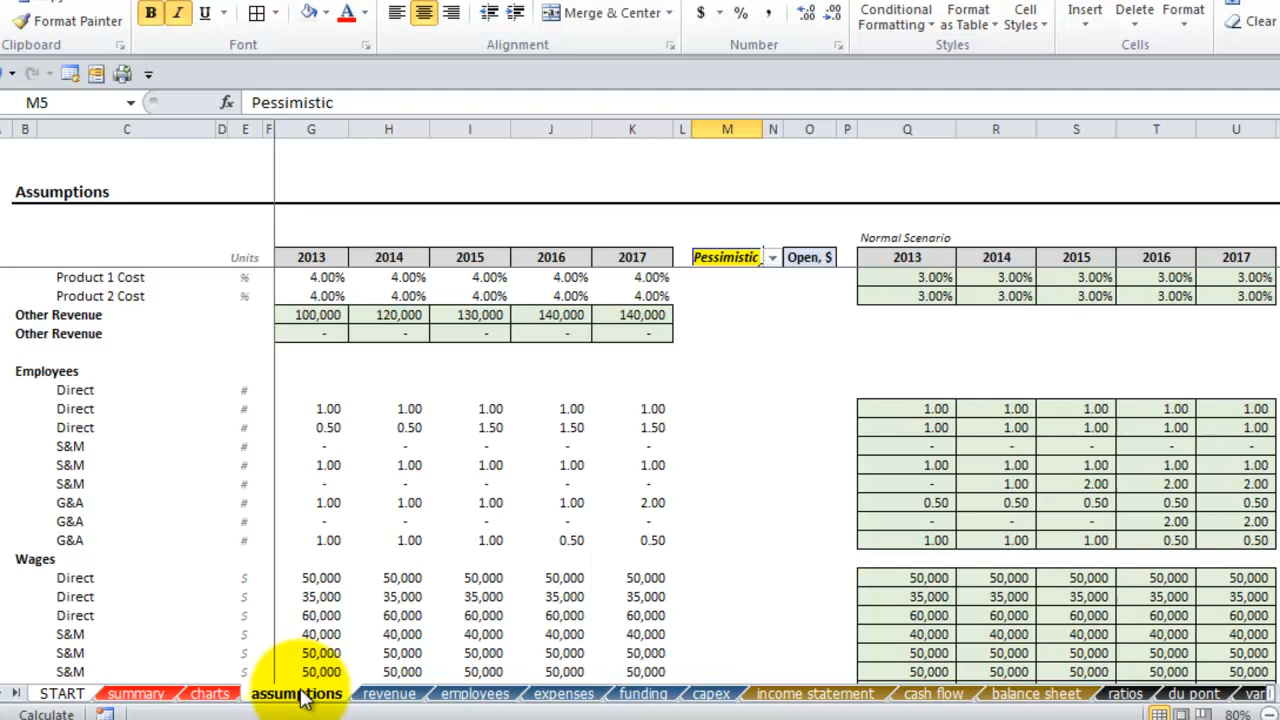 Format Painter
B I U A
Merge & Center
$ % , .00 .0
Conditional Formatting Format as Table Cell Styles
Insert Delete Format
Clear
Clipboard Font Alignment Number Styles Cells
M5 fx Pessimistic
B C D E F G H I J K L M N O P Q R S T U
Assumptions
Normal Scenario
Units 2013 2014 2015 2016 2017 Pessimistic Open, $ 2013 2014 2015 2016 2017
Product 1 Cost % 4.00% 4.00% 4.00% 4.00% 4.00% 3.00% 3.00% 3.00% 3.00% 3.00%
Product 2 Cost % 4.00% 4.00% 4.00% 4.00% 4.00% 3.00% 3.00% 3.00% 3.00% 3.00%
Other Revenue 100,000 120,000 130,000 140,000 140,000
Other Revenue - - - - -
Employees
Direct #
Direct # 1.00 1.00 1.00 1.00 1.00 1.00 1.00 1.00 1.00 1.00
Direct # 0.50 0.50 1.50 1.50 1.50 1.00 1.00 1.00 1.00 1.00
S&M # - - - - - - - - - -
S&M # 1.00 1.00 1.00 1.00 1.00 1.00 1.00 1.00 1.00 1.00
S&M # - 1.00 2.00 2.00 2.00
G&A # 1.00 1.00 1.00 1.00 2.00 0.50 0.50 0.50 0.50 0.50
G&A # - - - - - - - - 2.00 2.00
G&A # 1.00 1.00 1.00 0.50 0.50 1.00 1.00 1.00 0.50 0.50
Wages
Direct $ 50,000 50,000 50,000 50,000 50,000 50,000 50,000 50,000 50,000 50,000
Direct $ 35,000 35,000 35,000 35,000 35,000 35,000 35,000 35,000 35,000 35,000
Direct $ 60,000 60,000 60,000 60,000 60,000 60,000 60,000 60,000 60,000 60,000
S&M $ 40,000 40,000 40,000 40,000 40,000 40,000 40,000 40,000 40,000 40,000
S&M $ 50,000 50,000 50,000 50,000 50,000 50,000 50,000 50,000 50,000 50,000
S&M $ 50,000 50,000 50,000 50,000 50,000 50,000 50,000 50,000 50,000 50,000
START summary charts assumptions revenue employees expenses funding capex income statement cash flow balance sheet ratios du pont
Calculate 80%